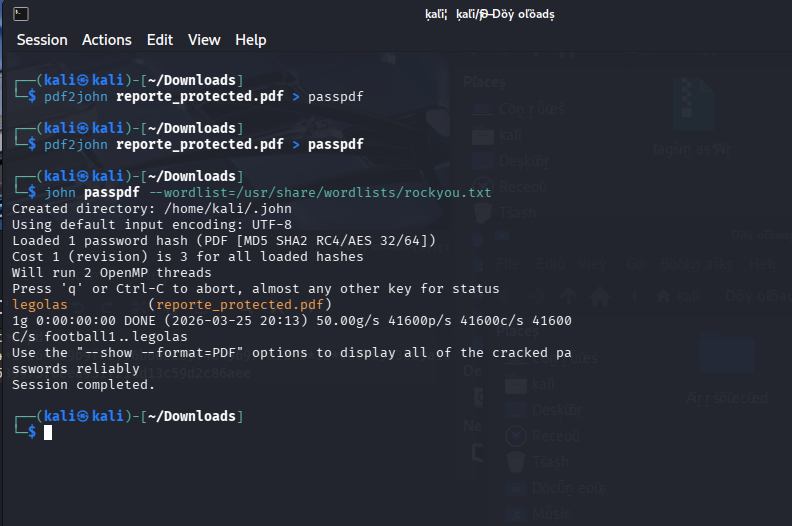 Session Actions Edit View Help
┌──(kali㉿kali)-[~/Downloads]
└─$ pdf2john reporte_protected.pdf > passpdf
┌──(kali㉿kali)-[~/Downloads]
└─$ pdf2john reporte_protected.pdf > passpdf
┌──(kali㉿kali)-[~/Downloads]
└─$ john passpdf --wordlist=/usr/share/wordlists/rockyou.txt
Created directory: /home/kali/.john
Using default input encoding: UTF-8
Loaded 1 password hash (PDF [MD5 SHA2 RC4/AES 32/64])
Cost 1 (revision) is 3 for all loaded hashes
Will run 2 OpenMP threads
Press 'q' or Ctrl-C to abort, almost any other key for status
legolas          (reporte_protected.pdf)
1g 0:00:00:00 DONE (2026-03-25 20:13) 50.00g/s 41600p/s 41600c/s 41600
C/s football1..legolas
Use the "--show --format=PDF" options to display all of the cracked pa
sswords reliably
Session completed.
┌──(kali㉿kali)-[~/Downloads]
└─$